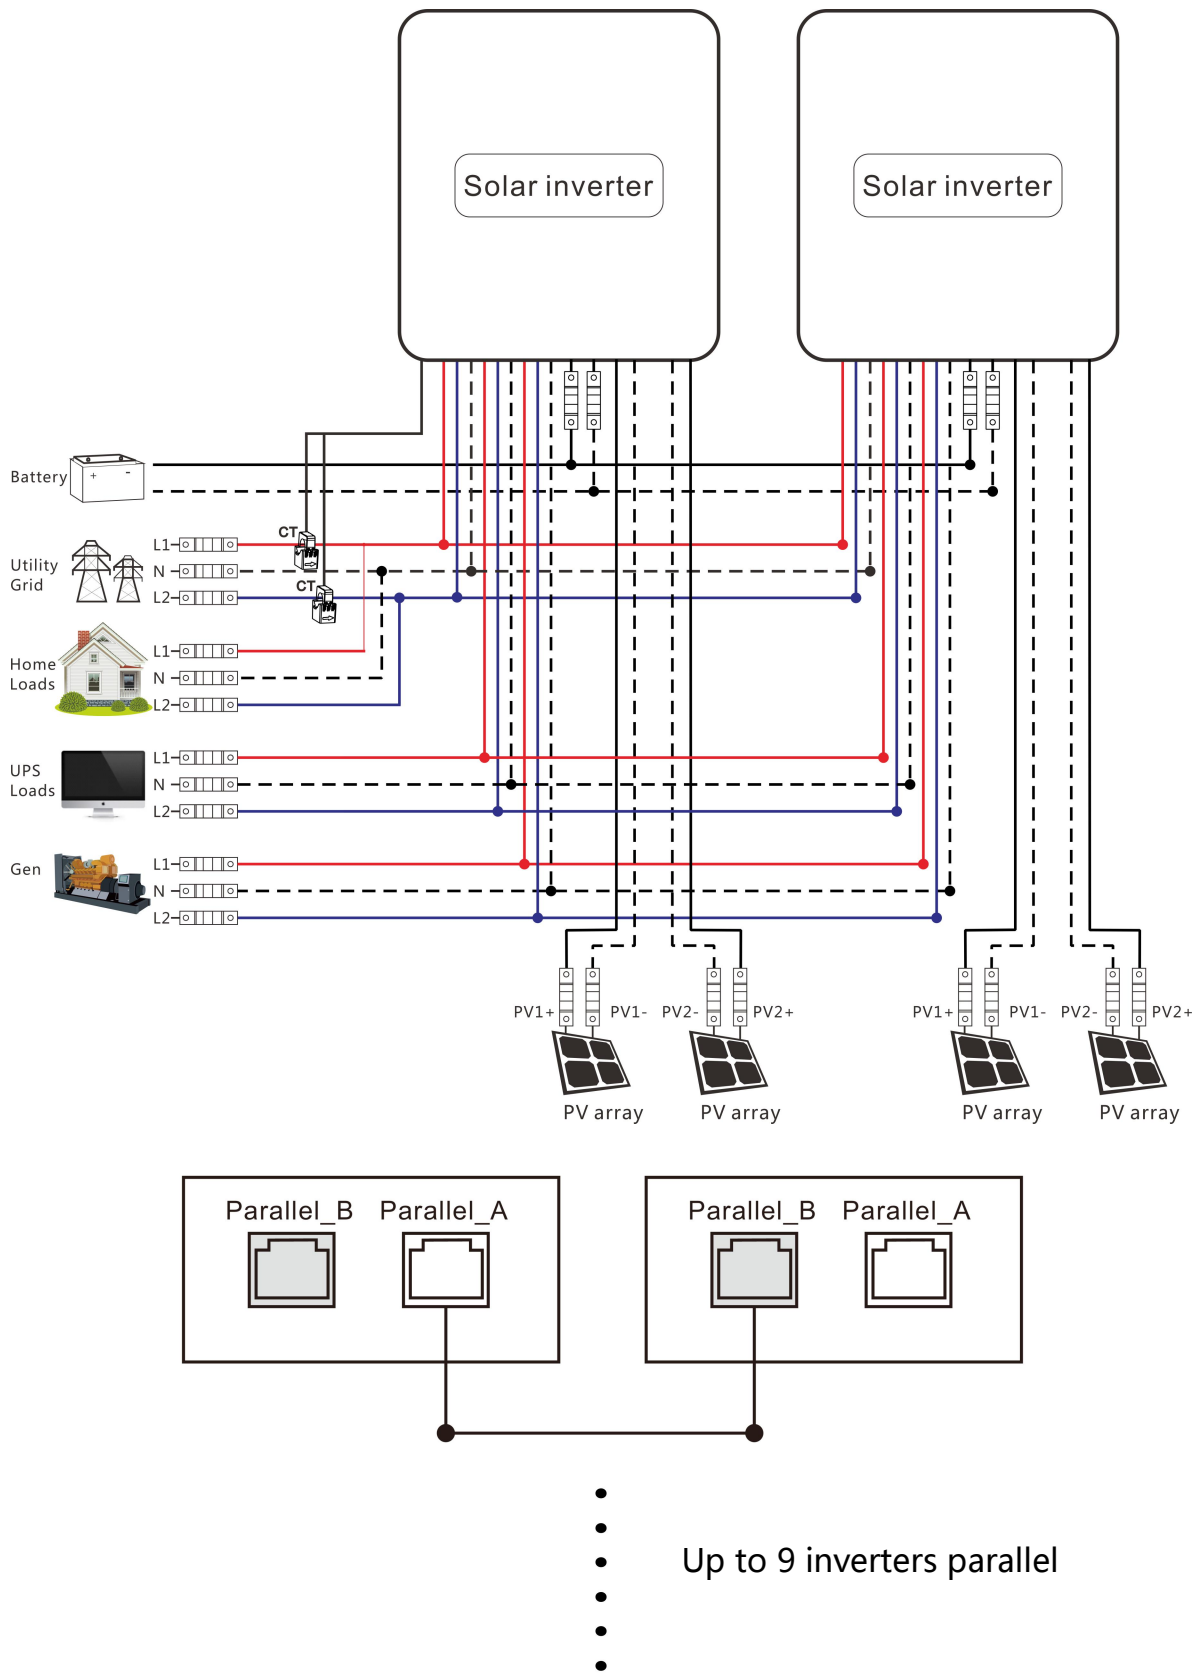 Solar inverter
Solar inverter
Battery
+ -
CT
L1
Utility
Grid
N
CT
L2
L1
Home
Loads
N
L2
L1
UPS
Loads
N
L2
L1
Gen
N
L2
PV1+ PV1- PV2- PV2+ PV1+ PV1- PV2- PV2+
PV array PV array PV array PV array
Parallel_B Parallel_A Parallel_B Parallel_A
Up to 9 inverters parallel